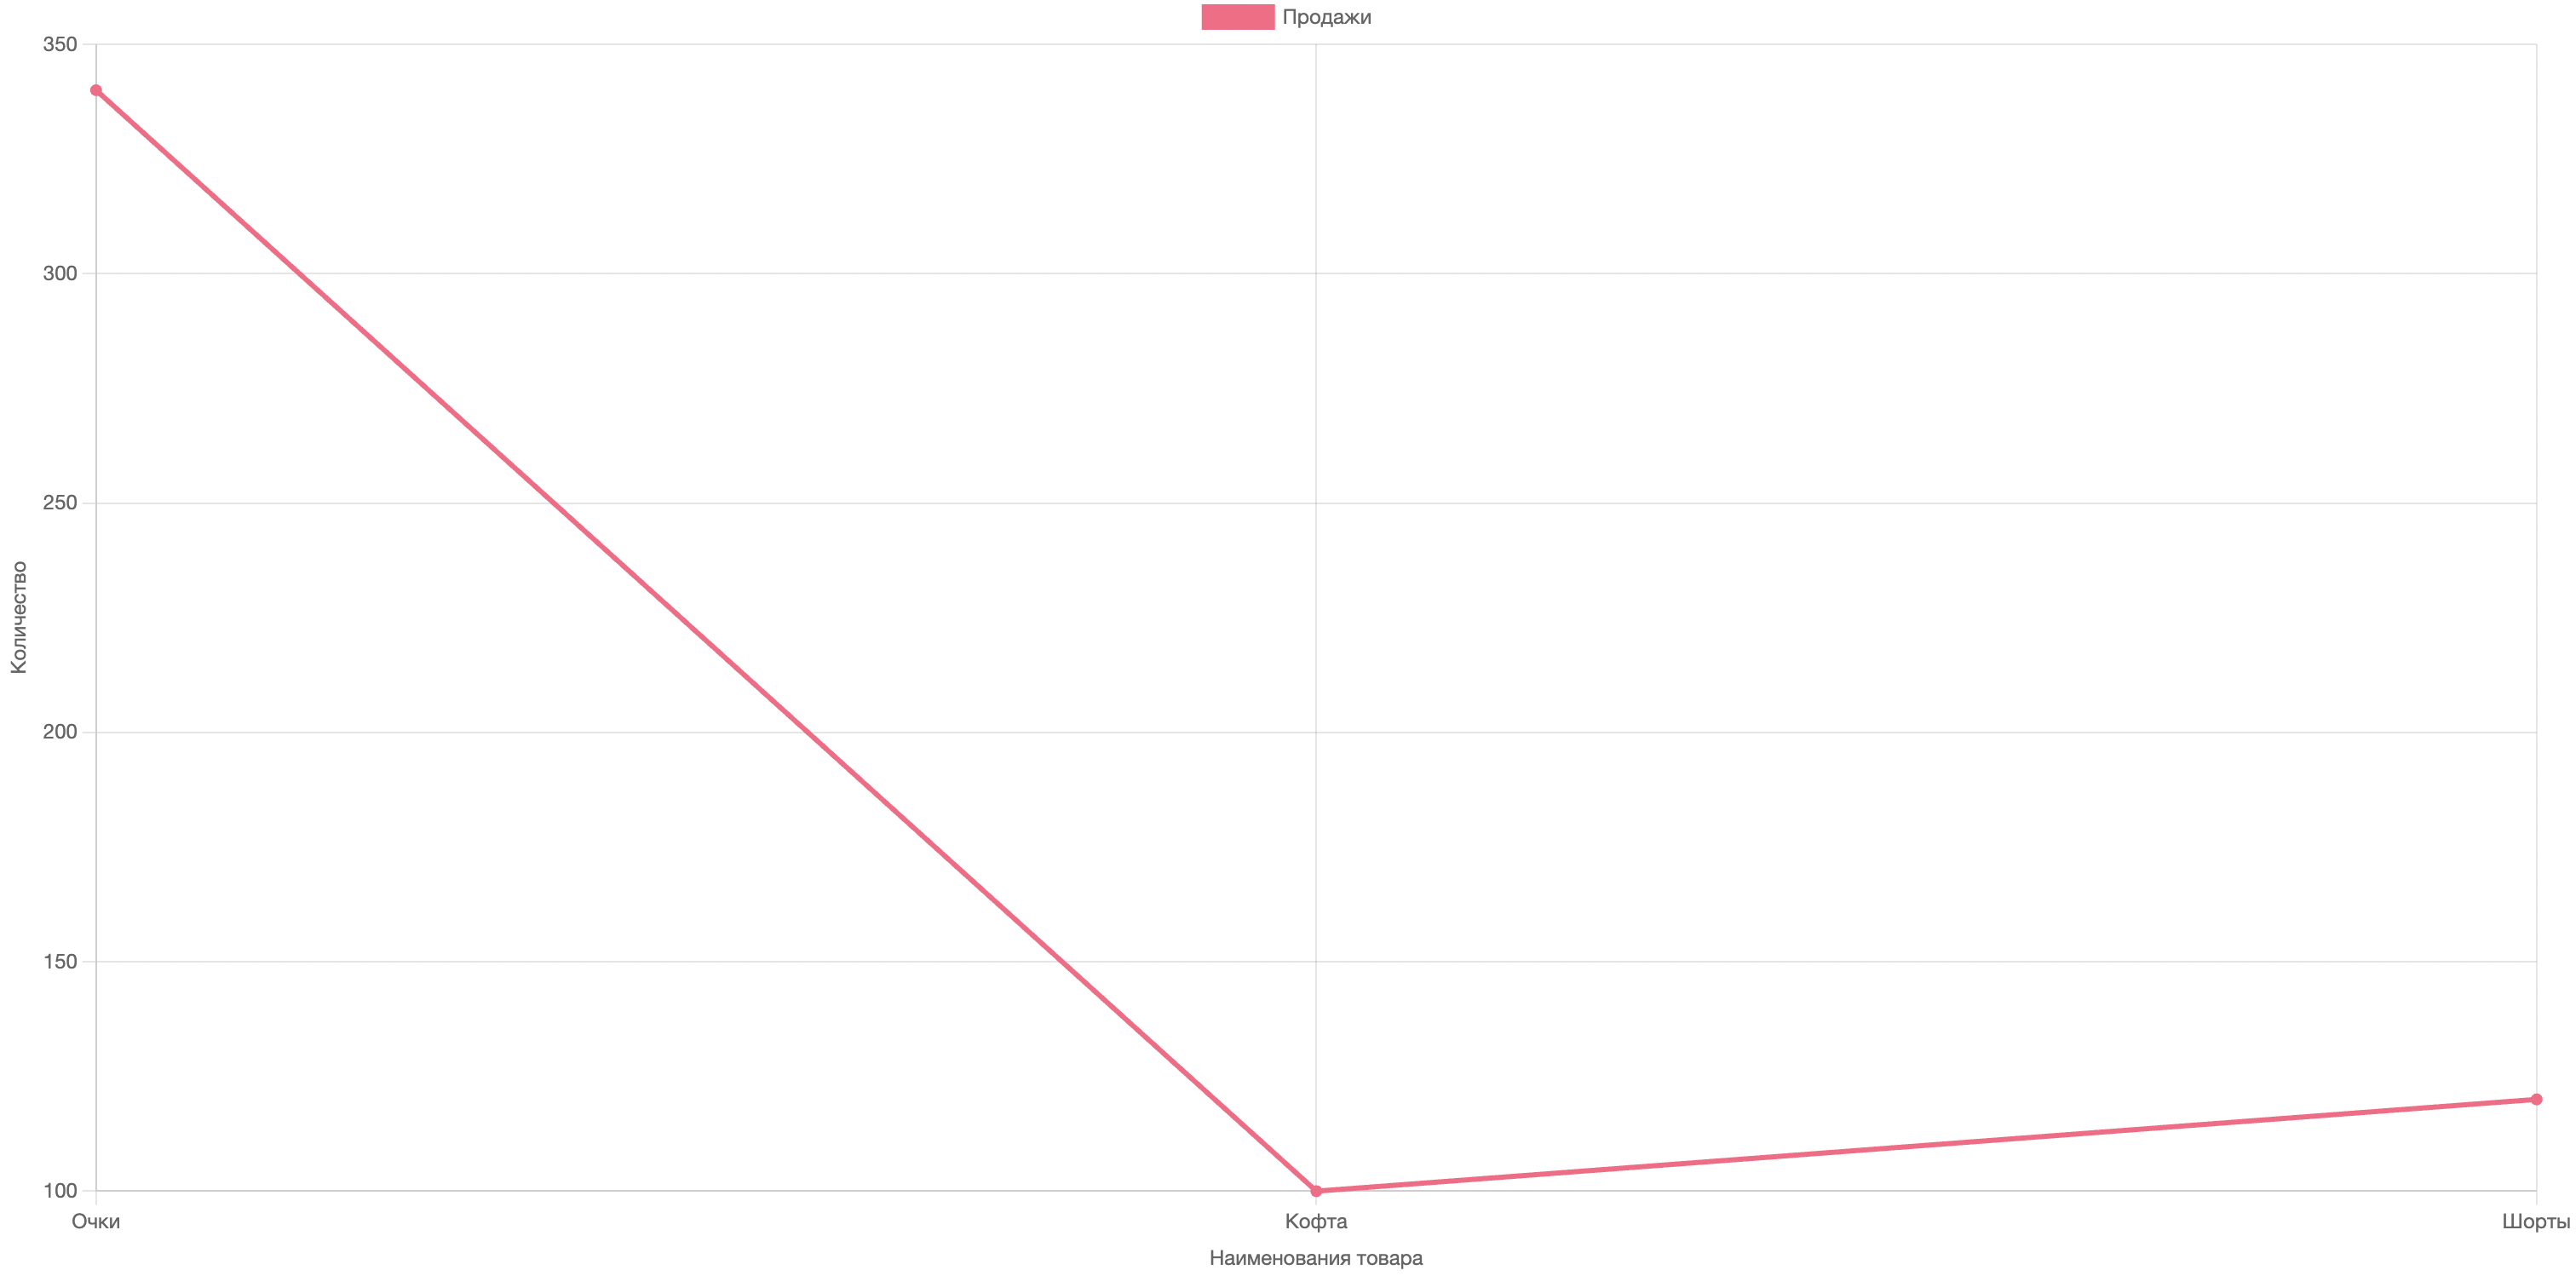 Продажи
350
300
250
200
150
100
Количество
Очки
Кофта
Шорты
Наименования товара